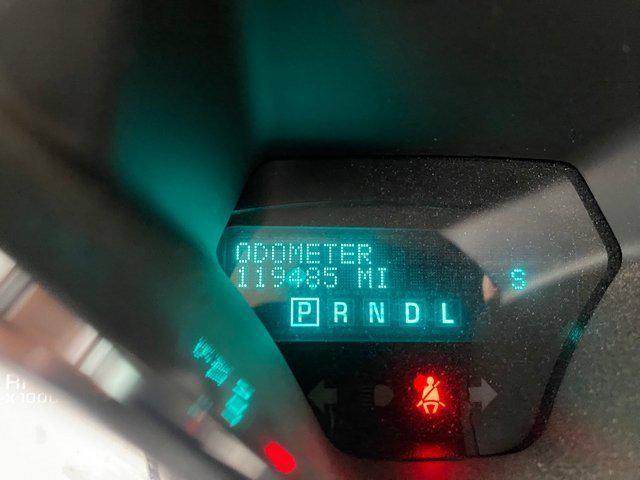 ODOMETER
119485 MI
S
P R N D L